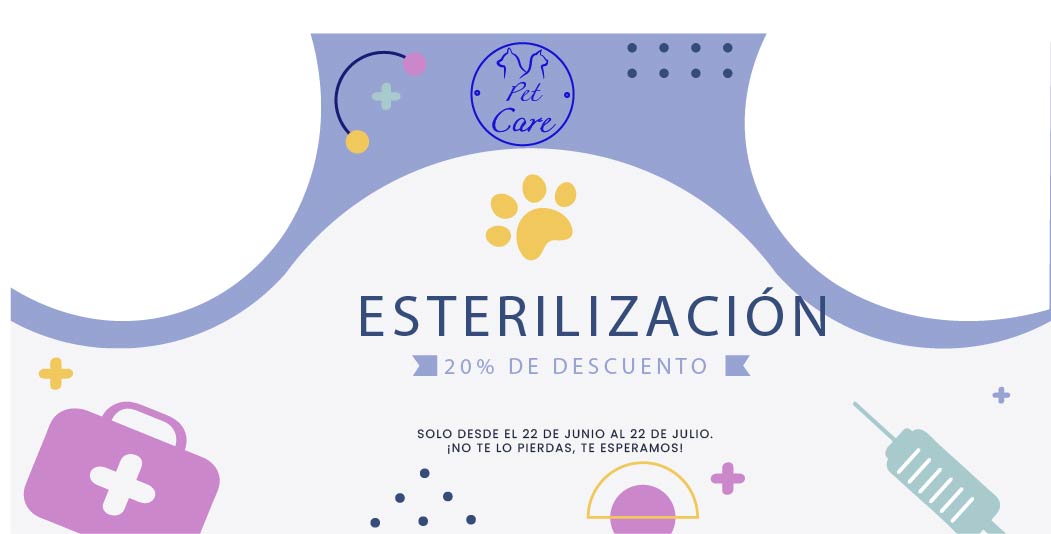 Pet
Care
ESTERILIZACIÓN
20% DE DESCUENTO
SOLO DESDE EL 22 DE JUNIO AL 22 DE JULIO.
¡NO TE LO PIERDAS, TE ESPERAMOS!